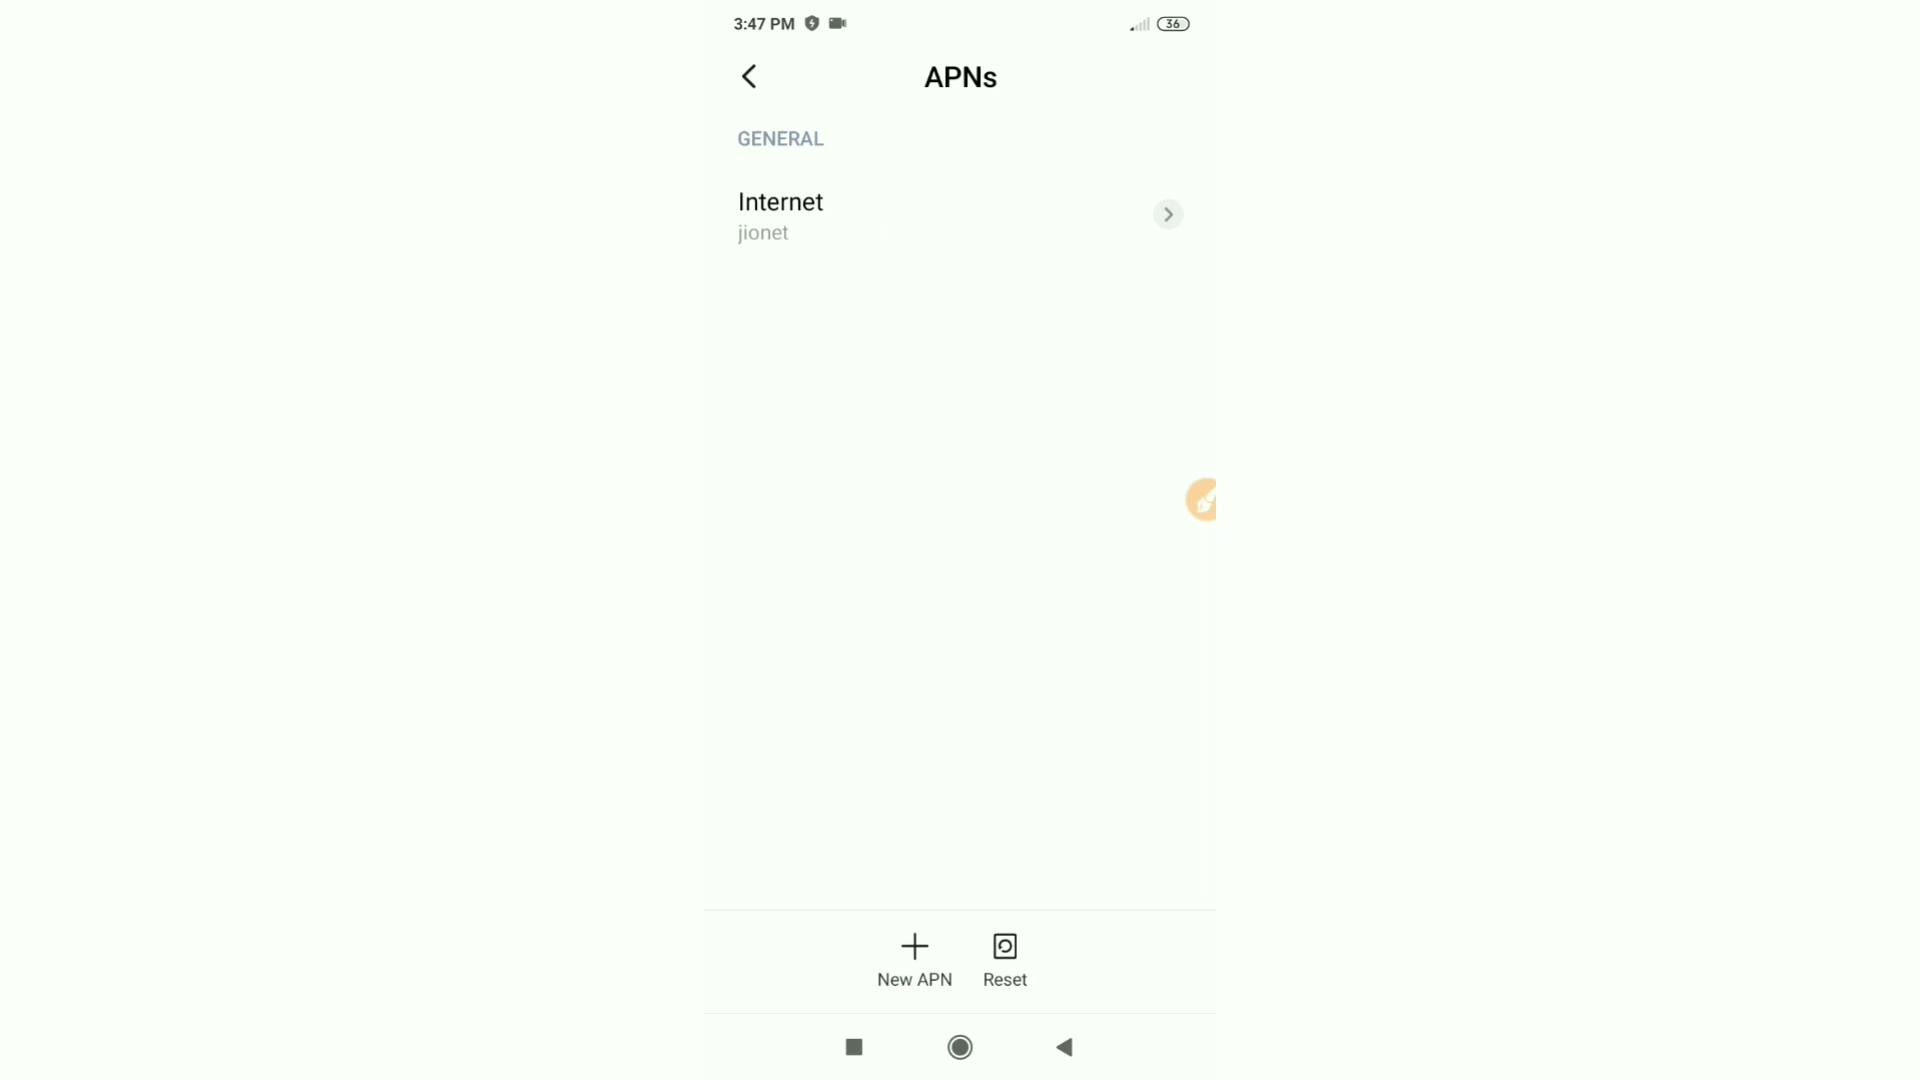 3:47 PM
36
APNs
GENERAL
Internet
jionet
New APN
Reset